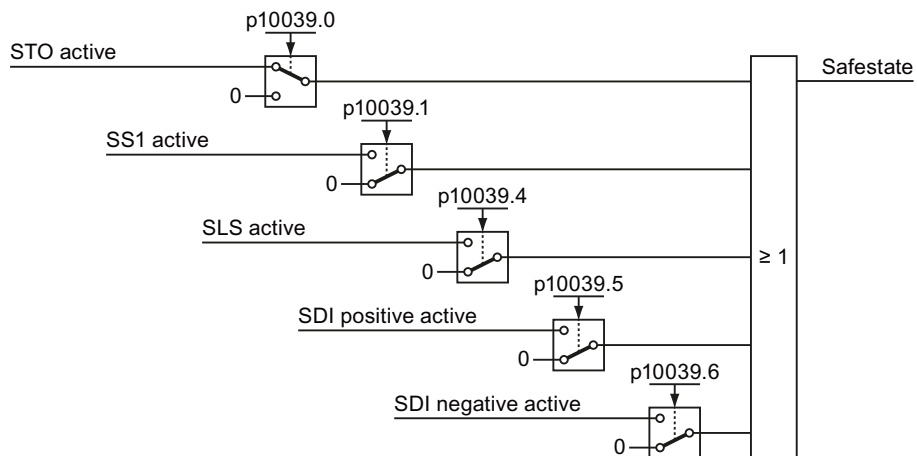 p10039.0
STO active
Safestate
0
p10039.1
SS1 active
0
p10039.4
SLS active
0
≥ 1
p10039.5
SDI positive active
0
p10039.6
SDI negative active
0